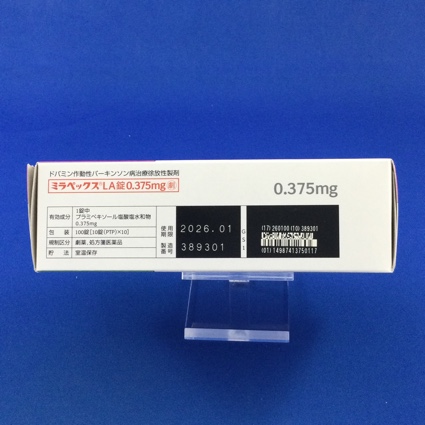 ドパミン作動性パーキンソン病治療徐放性製剤
ミラペックス®LA錠0.375mg 劇
0.375mg
有効成分 1錠中
プラミペキソール塩酸塩水和物
0.375mg
包装 100錠[10錠(PTP)×10]
規制区分 劇薬、処方箋医薬品
貯法 室温保存
使用期限 2026.01
製造番号 389301
GS1
(17)260100(10)389301
(01)14987413750117